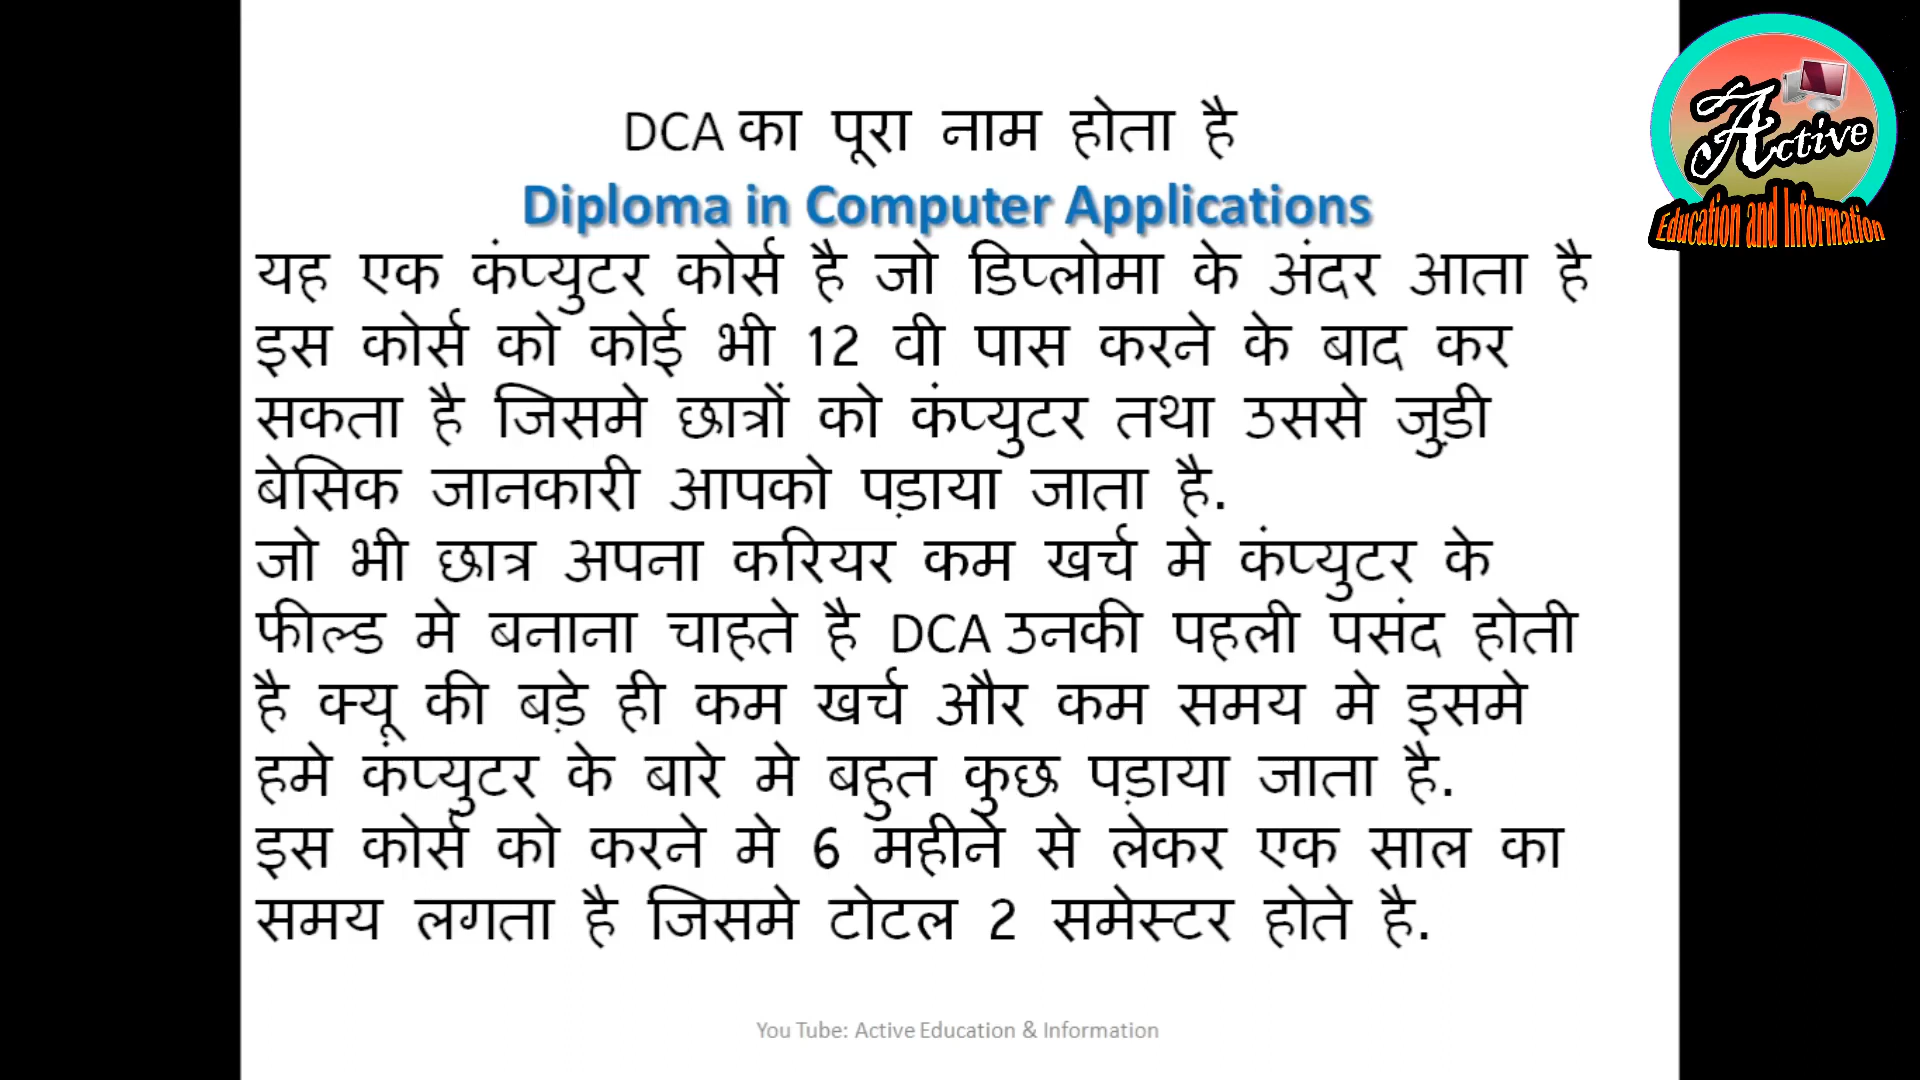 DCA का पूरा नाम होता है
Diploma in Computer Applications
यह एक कंप्युटर कोर्स है जो डिप्लोमा के अंदर आता है
इस कोर्स को कोई भी 12 वी पास करने के बाद कर
सकता है जिसमे छात्रों को कंप्युटर तथा उससे जुड़ी
बेसिक जानकारी आपको पड़ाया जाता है.
जो भी छात्र अपना करियर कम खर्च मे कंप्युटर के
फील्ड मे बनाना चाहते है DCA उनकी पहली पसंद होती
है क्यू की बड़े ही कम खर्च और कम समय मे इसमे
हमे कंप्युटर के बारे मे बहुत कुछ पड़ाया जाता है.
इस कोर्स को करने मे 6 महीने से लेकर एक साल का
समय लगता है जिसमे टोटल 2 समेस्टर होते है.
You Tube: Active Education & Information
Active
Education and Information